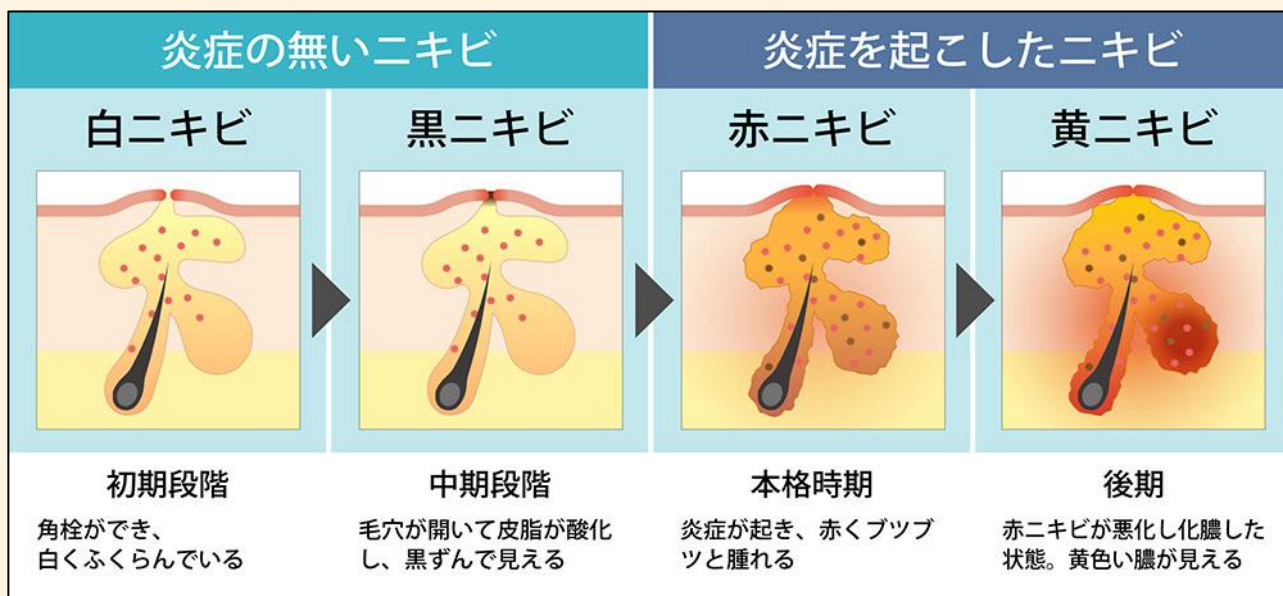 炎症の無いニキビ
炎症を起こしたニキビ
白ニキビ
黒ニキビ
赤ニキビ
黄ニキビ
初期段階
角栓ができ、
白くふくらんでいる
中期段階
毛穴が開いて皮脂が酸化
し、黒ずんで見える
本格時期
炎症が起き、赤くブツブ
ツと腫れる
後期
赤ニキビが悪化し化膿した
状態。黄色い膿が見える